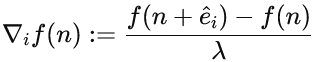 ∇ᵢf(n) := (f(n + êᵢ) − f(n)) / λ